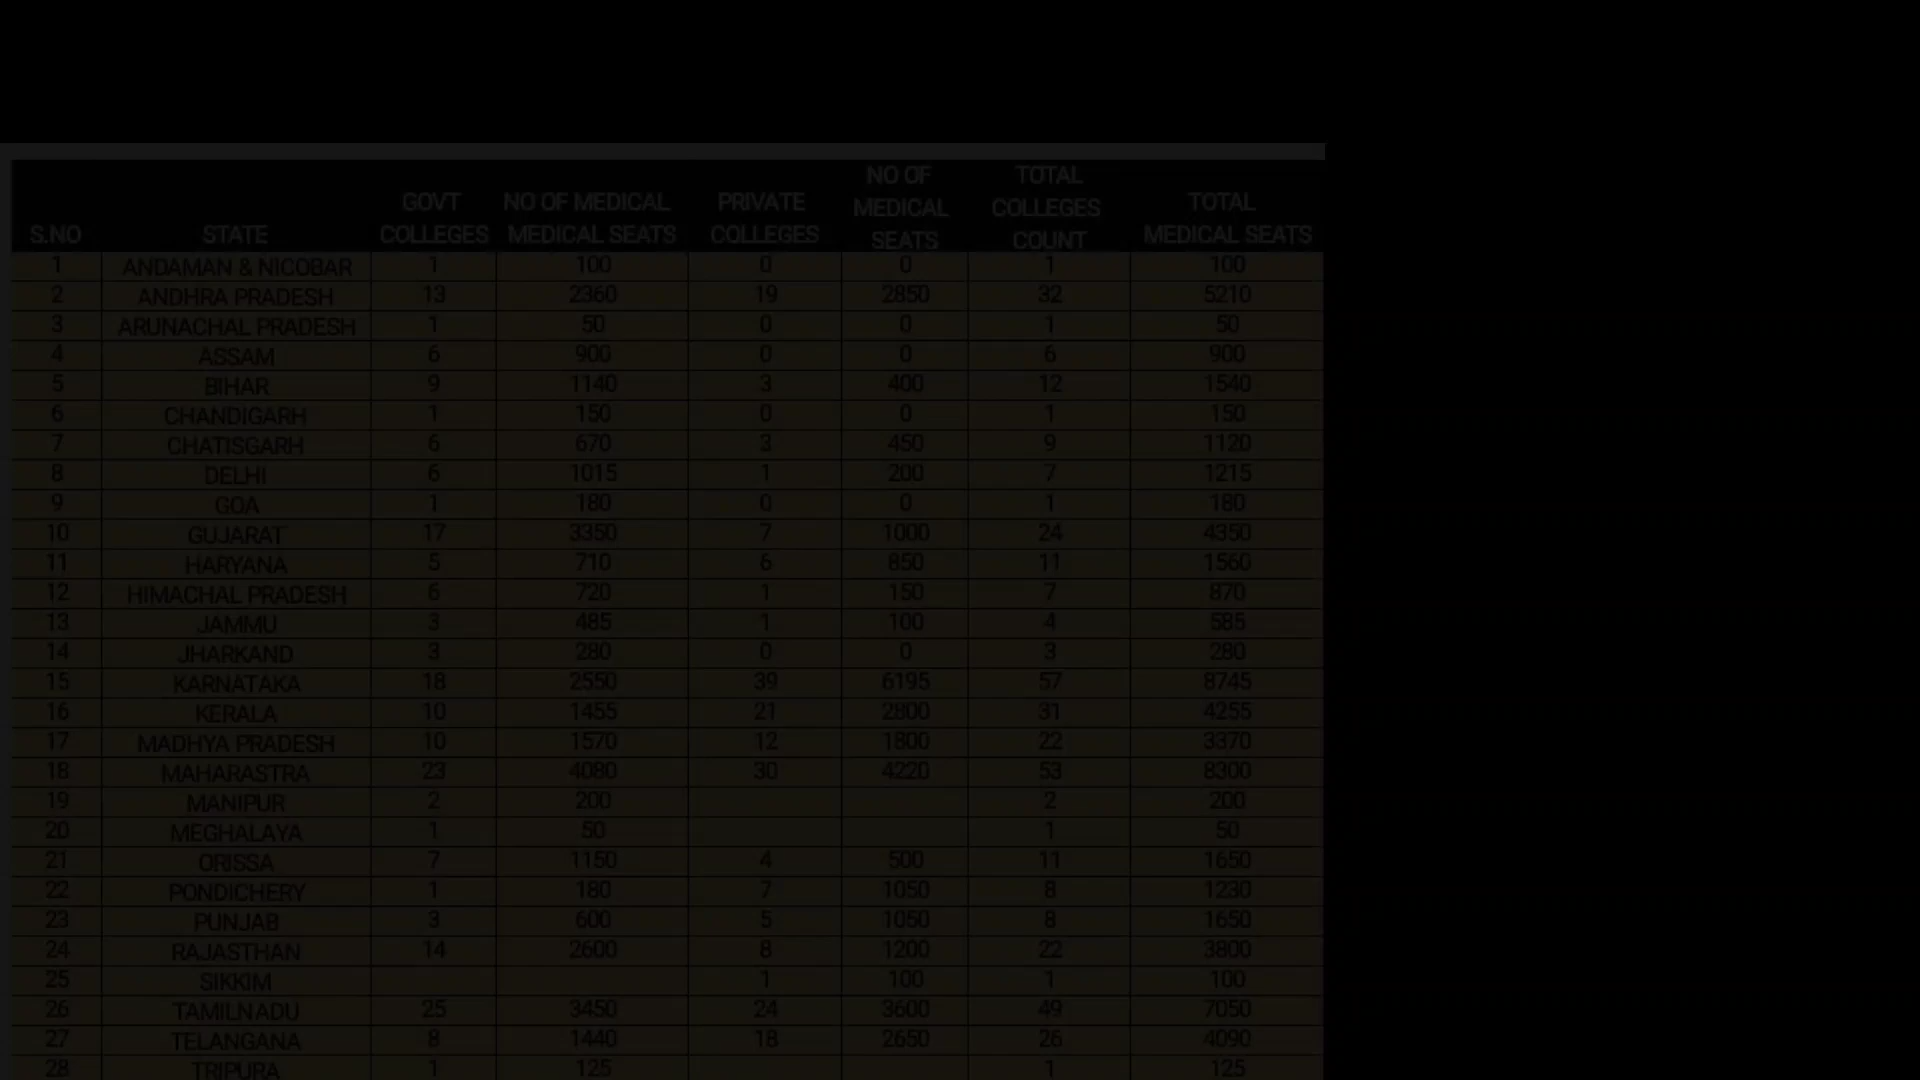 S.NO STATE GOVT COLLEGES NO OF MEDICAL MEDICAL SEATS PRIVATE COLLEGES NO OF MEDICAL SEATS TOTAL COLLEGES COUNT TOTAL MEDICAL SEATS
1 ANDAMAN & NICOBAR 1 100 0 0 1 100
2 ANDHRA PRADESH 13 2360 19 2850 32 5210
3 ARUNACHAL PRADESH 1 50 0 0 1 50
4 ASSAM 6 900 0 0 6 900
5 BIHAR 9 1140 3 400 12 1540
6 CHANDIGARH 1 150 0 0 1 150
7 CHATISGARH 6 670 3 450 9 1120
8 DELHI 6 1015 1 200 7 1215
9 GOA 1 180 0 0 1 180
10 GUJARAT 17 3350 7 1000 24 4350
11 HARYANA 5 710 6 850 11 1560
12 HIMACHAL PRADESH 6 720 1 150 7 870
13 JAMMU 3 485 1 100 4 585
14 JHARKAND 3 280 0 0 3 280
15 KARNATAKA 18 2550 39 6195 57 8745
16 KERALA 10 1455 21 2800 31 4255
17 MADHYA PRADESH 10 1570 12 1800 22 3370
18 MAHARASTRA 23 4080 30 4220 53 8300
19 MANIPUR 2 200 2 200
20 MEGHALAYA 1 50 1 50
21 ORISSA 7 1150 4 500 11 1650
22 PONDICHERY 1 180 7 1050 8 1230
23 PUNJAB 3 600 5 1050 8 1650
24 RAJASTHAN 14 2600 8 1200 22 3800
25 SIKKIM 1 100 1 100
26 TAMILNADU 25 3450 24 3600 49 7050
27 TELANGANA 8 1440 18 2650 26 4090
28 TRIPURA 1 125 1 125